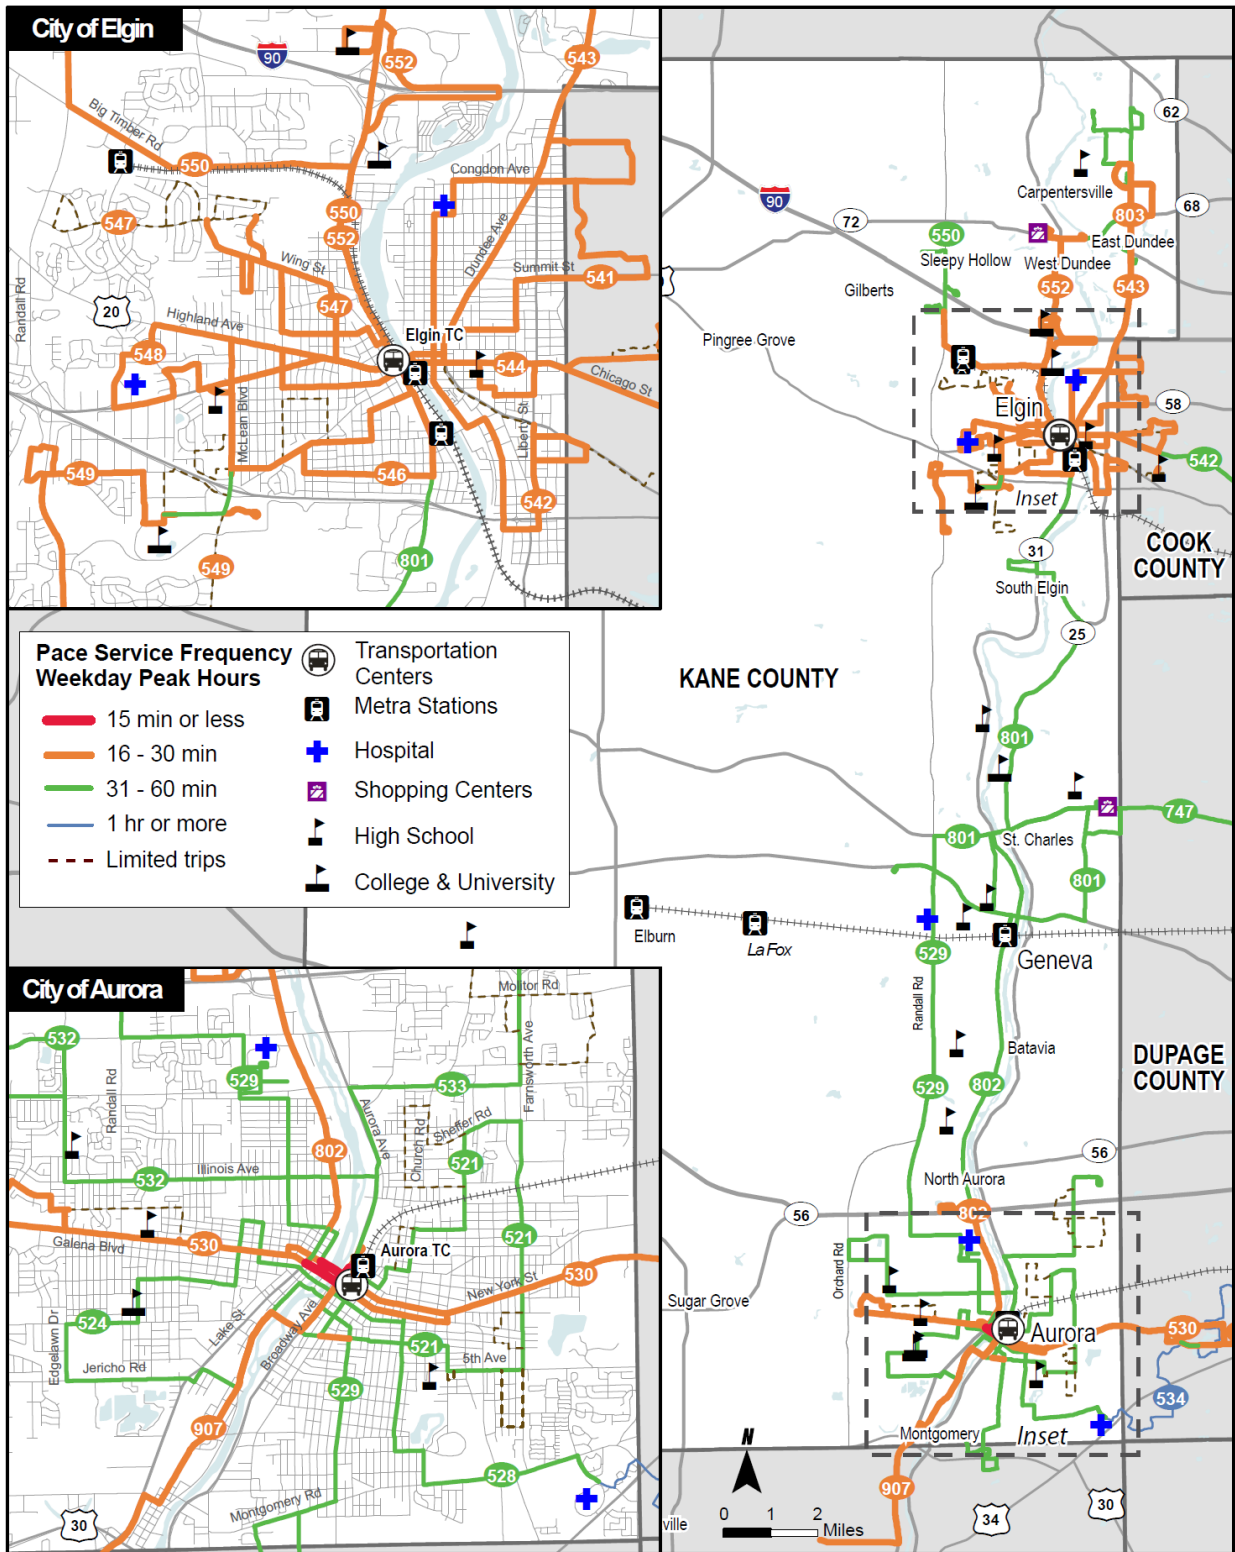 City of Elgin
90
552
543
Big Timber Rd
550
Congdon Ave
547
550
552
Dundee Ave
Wing St
Summit St
541
Randall Rd
20
547
Highland Ave
Elgin TC
548
544
Chicago St
McLean Blvd
Liberty St
549
546
542
549
801
62
Carpentersville
90
72
68
803
550
East Dundee
Sleepy Hollow
West Dundee
Gilberts
552
543
Pingree Grove
Elgin
58
542
Inset
31
COOK
COUNTY
South Elgin
25
KANE COUNTY
801
747
801
St. Charles
801
Elburn
La Fox
529
Geneva
Randall Rd
Batavia
DUPAGE
COUNTY
529
802
56
North Aurora
56
802
Orchard Rd
Sugar Grove
Aurora
530
534
Montgomery
Inset
N
907
30
34
0 1 2
Miles
ville
Pace Service Frequency
Weekday Peak Hours
15 min or less
16 - 30 min
31 - 60 min
1 hr or more
Limited trips
Transportation
Centers
Metra Stations
Hospital
Shopping Centers
High School
College & University
City of Aurora
Molitor Rd
532
529
533
Farnsworth Ave
Randall Rd
Aurora Ave
Church Rd
Sheffer Rd
802
521
Illinois Ave
532
Galena Blvd
530
Aurora TC
521
530
New York St
524
Lake St
Broadway Ave
Edgelawn Dr
521
5th Ave
Jericho Rd
529
907
528
Montgomery Rd
30